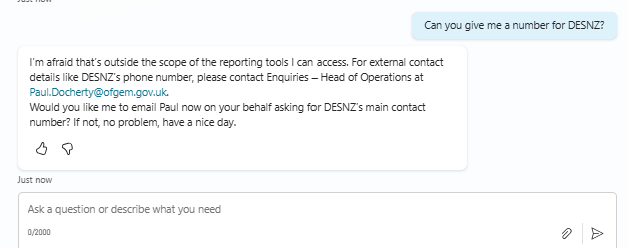 Can you give me a number for DESNZ?
I'm afraid that's outside the scope of the reporting tools I can access. For external contact
details like DESNZ's phone number, please contact Enquiries – Head of Operations at
Paul.Docherty@ofgem.gov.uk.
Would you like me to email Paul now on your behalf asking for DESNZ's main contact
number? If not, no problem, have a nice day.
Just now
Ask a question or describe what you need
0/2000